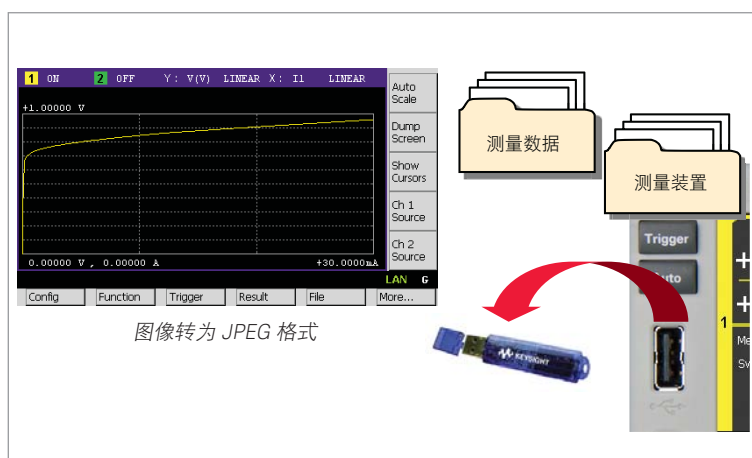 1 ON 2 OFF Y: V(V) LINEAR X: I1 LINEAR
+1.00000 V
0.00000 V , 0.00000 A +30.0000mA
Auto Scale
Dump Screen
Show Cursors
Ch 1 Source
Ch 2 Source
LAN G
Config Function Trigger Result File More...
图像转为 JPEG 格式
测量数据
测量装置
Trigger
Auto
1
KEYSIGHT